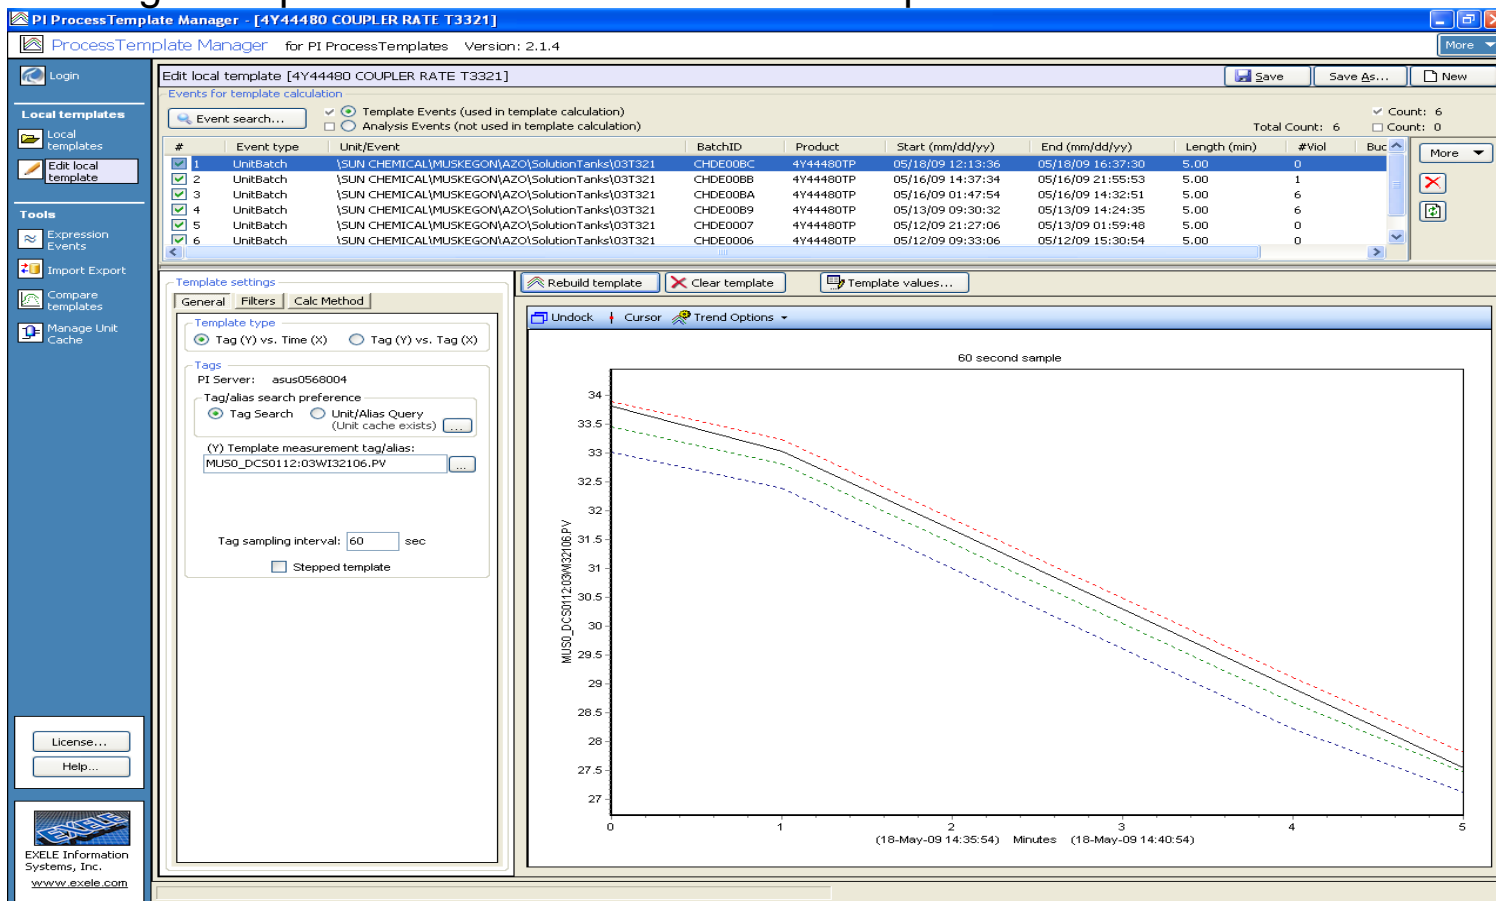 PI ProcessTemplate Manager - [4Y44480 COUPLER RATE T3321]
ProcessTemplate Manager for PI ProcessTemplates Version: 2.1.4
More
Login
Local templates
Local templates
Edit local template
Tools
Expression Events
Import Export
Compare templates
Manage Unit Cache
License...
Help...
EXELE
EXELE Information
Systems, Inc.
www.exele.com
Edit local template [4Y44480 COUPLER RATE T3321]
Save
Save As...
New
Events for template calculation
Event search...
Template Events (used in template calculation)
Analysis Events (not used in template calculation)
Count: 6
Total Count: 6
Count: 0
# Event type Unit/Event BatchID Product Start (mm/dd/yy) End (mm/dd/yy) Length (min) #Viol Buc
1 UnitBatch \SUN CHEMICAL\MUSKEGON\AZO\SolutionTanks\03T321 CHDE00BC 4Y44480TP 05/18/09 12:13:36 05/18/09 16:37:30 5.00 0
2 UnitBatch \SUN CHEMICAL\MUSKEGON\AZO\SolutionTanks\03T321 CHDE00BB 4Y44480TP 05/16/09 14:37:34 05/16/09 21:55:53 5.00 1
3 UnitBatch \SUN CHEMICAL\MUSKEGON\AZO\SolutionTanks\03T321 CHDE00BA 4Y44480TP 05/16/09 01:47:54 05/16/09 14:32:51 5.00 6
4 UnitBatch \SUN CHEMICAL\MUSKEGON\AZO\SolutionTanks\03T321 CHDE00B9 4Y44480TP 05/13/09 09:30:32 05/13/09 14:24:35 5.00 6
5 UnitBatch \SUN CHEMICAL\MUSKEGON\AZO\SolutionTanks\03T321 CHDE0007 4Y44480TP 05/12/09 21:27:06 05/13/09 01:59:48 5.00 0
6 UnitBatch \SUN CHEMICAL\MUSKEGON\AZO\SolutionTanks\03T321 CHDE0006 4Y44480TP 05/12/09 09:33:06 05/12/09 15:30:54 5.00 0
More
Template settings
General Filters Calc Method
Template type
Tag (Y) vs. Time (X) Tag (Y) vs. Tag (X)
Tags
PI Server: asus0568004
Tag/alias search preference
Tag Search Unit/Alias Query
(Unit cache exists) ...
(Y) Template measurement tag/alias:
MUS0_DCS0112:03WI32106.PV ...
Tag sampling interval: 60 sec
Stepped template
Rebuild template
Clear template
Template values...
Undock Cursor Trend Options
60 second sample
34
33.5
33
32.5
32
31.5
31
30.5
30
29.5
29
28.5
28
27.5
27
MUS0_DCS0112:03WI32106.PV
0 1 2 3 4 5
(18-May-09 14:35:54) Minutes (18-May-09 14:40:54)